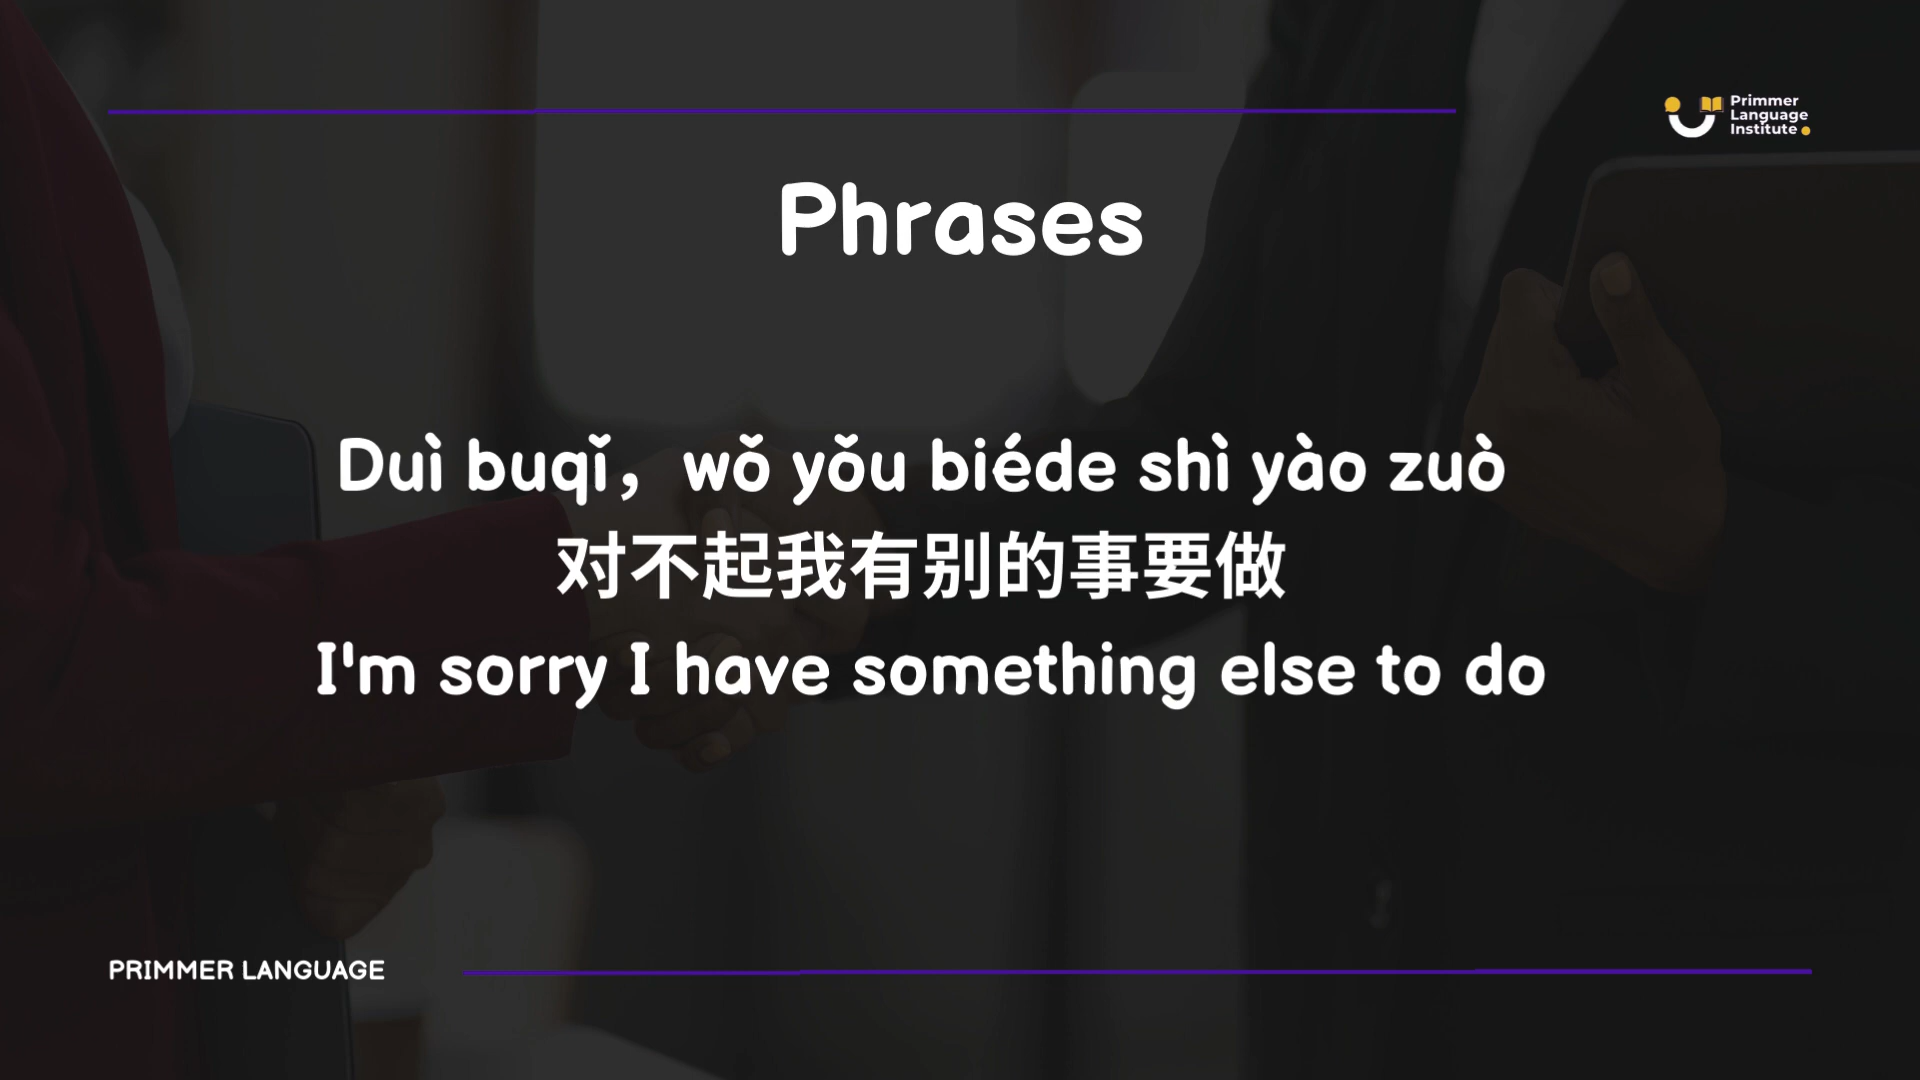 Primmer
Language
Institute
Phrases
Duì buqǐ，wǒ yǒu biéde shì yào zuò
对不起我有别的事要做
I'm sorry I have something else to do
PRIMMER LANGUAGE